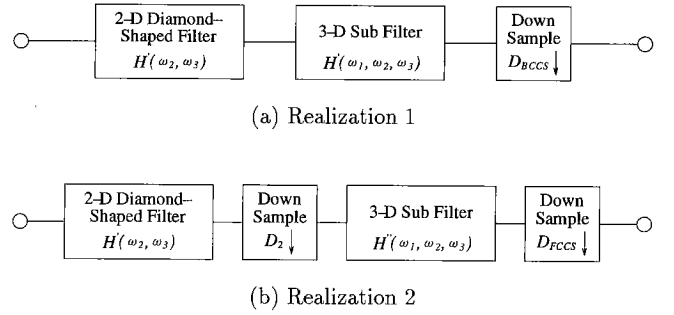 2-D Diamond-
Shaped Filter
H'(ω2, ω3)
3-D Sub Filter
H'(ω1, ω2, ω3)
Down
Sample
DBCCS ↓
(a) Realization 1
2-D Diamond-
Shaped Filter
H'(ω2, ω3)
Down
Sample
D2 ↓
3-D Sub Filter
H''(ω1, ω2, ω3)
Down
Sample
DFCCS ↓
(b) Realization 2